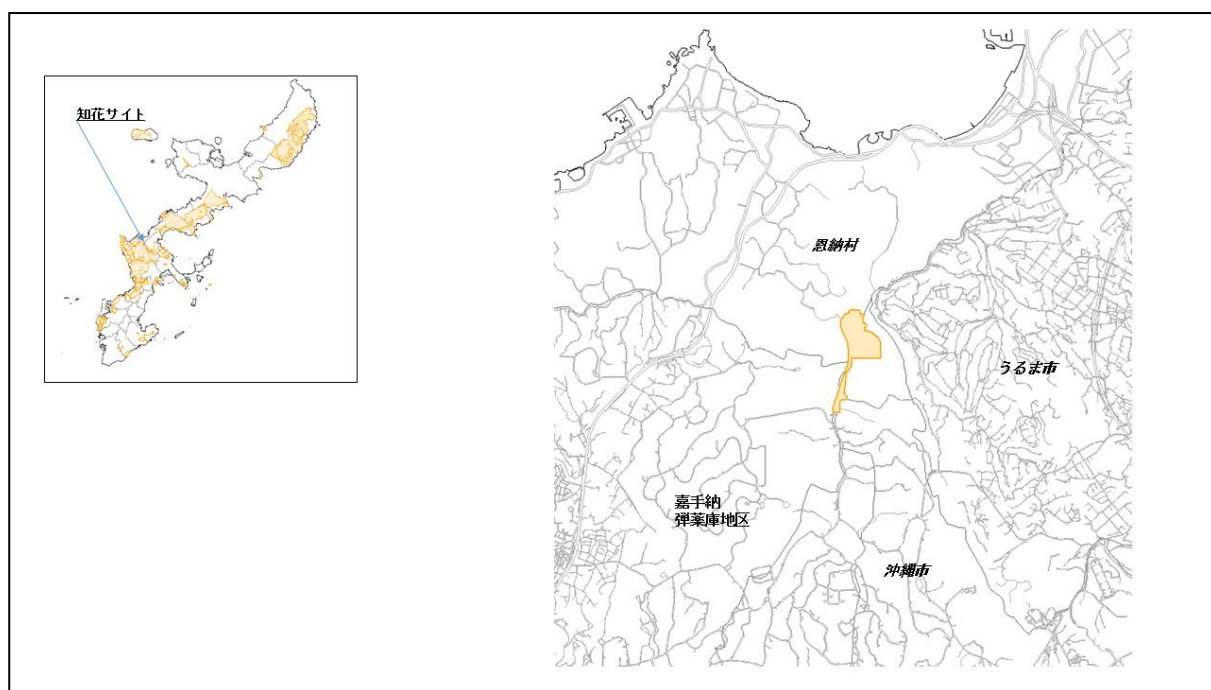 知花サイト
恩納村
うるま市
嘉手納
弾薬庫地区
沖縄市